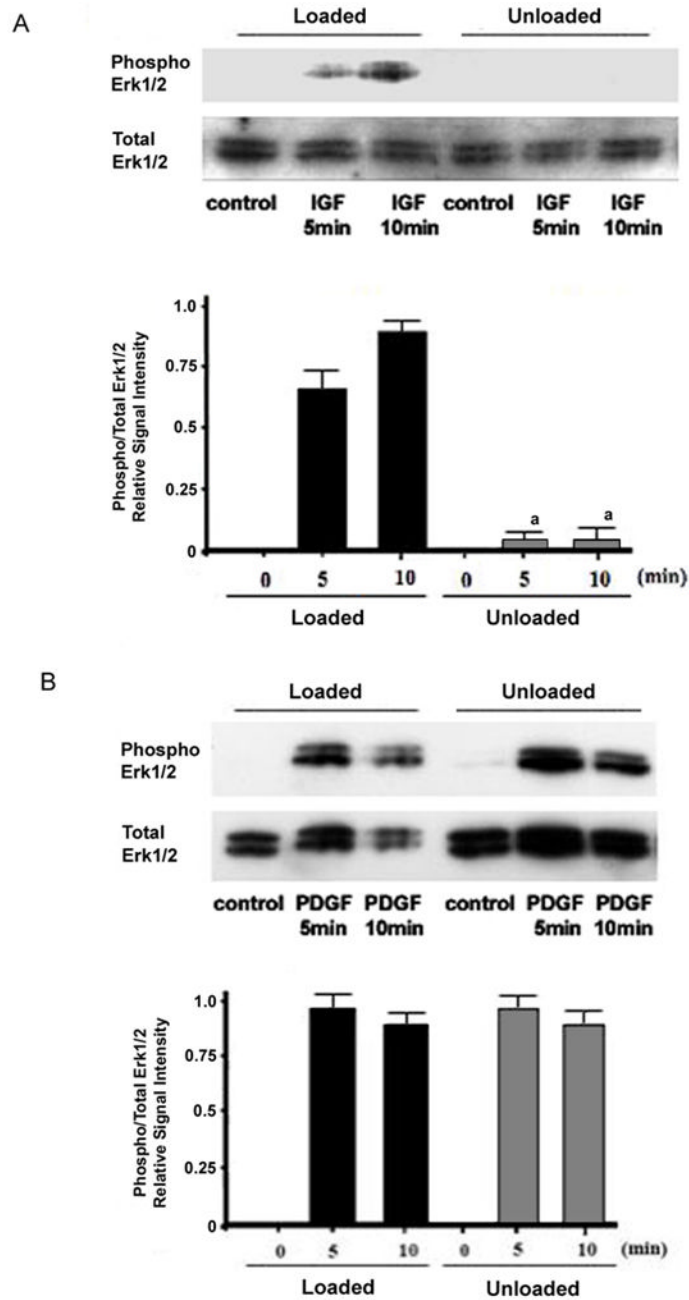 A
Loaded Unloaded
Phospho
Erk1/2
Total
Erk1/2
control IGF IGF control IGF IGF
5min 10min 5min 10min
Phospho/Total Erk1/2
Relative Signal Intensity
1.0
0.75
0.5
0.25
0
a a
0 5 10 0 5 10 (min)
Loaded Unloaded
B
Loaded Unloaded
Phospho
Erk1/2
Total
Erk1/2
control PDGF PDGF control PDGF PDGF
5min 10min 5min 10min
Phospho/Total Erk1/2
Relative Signal Intensity
1.0
0.75
0.5
0.25
0
0 5 10 0 5 10 (min)
Loaded Unloaded